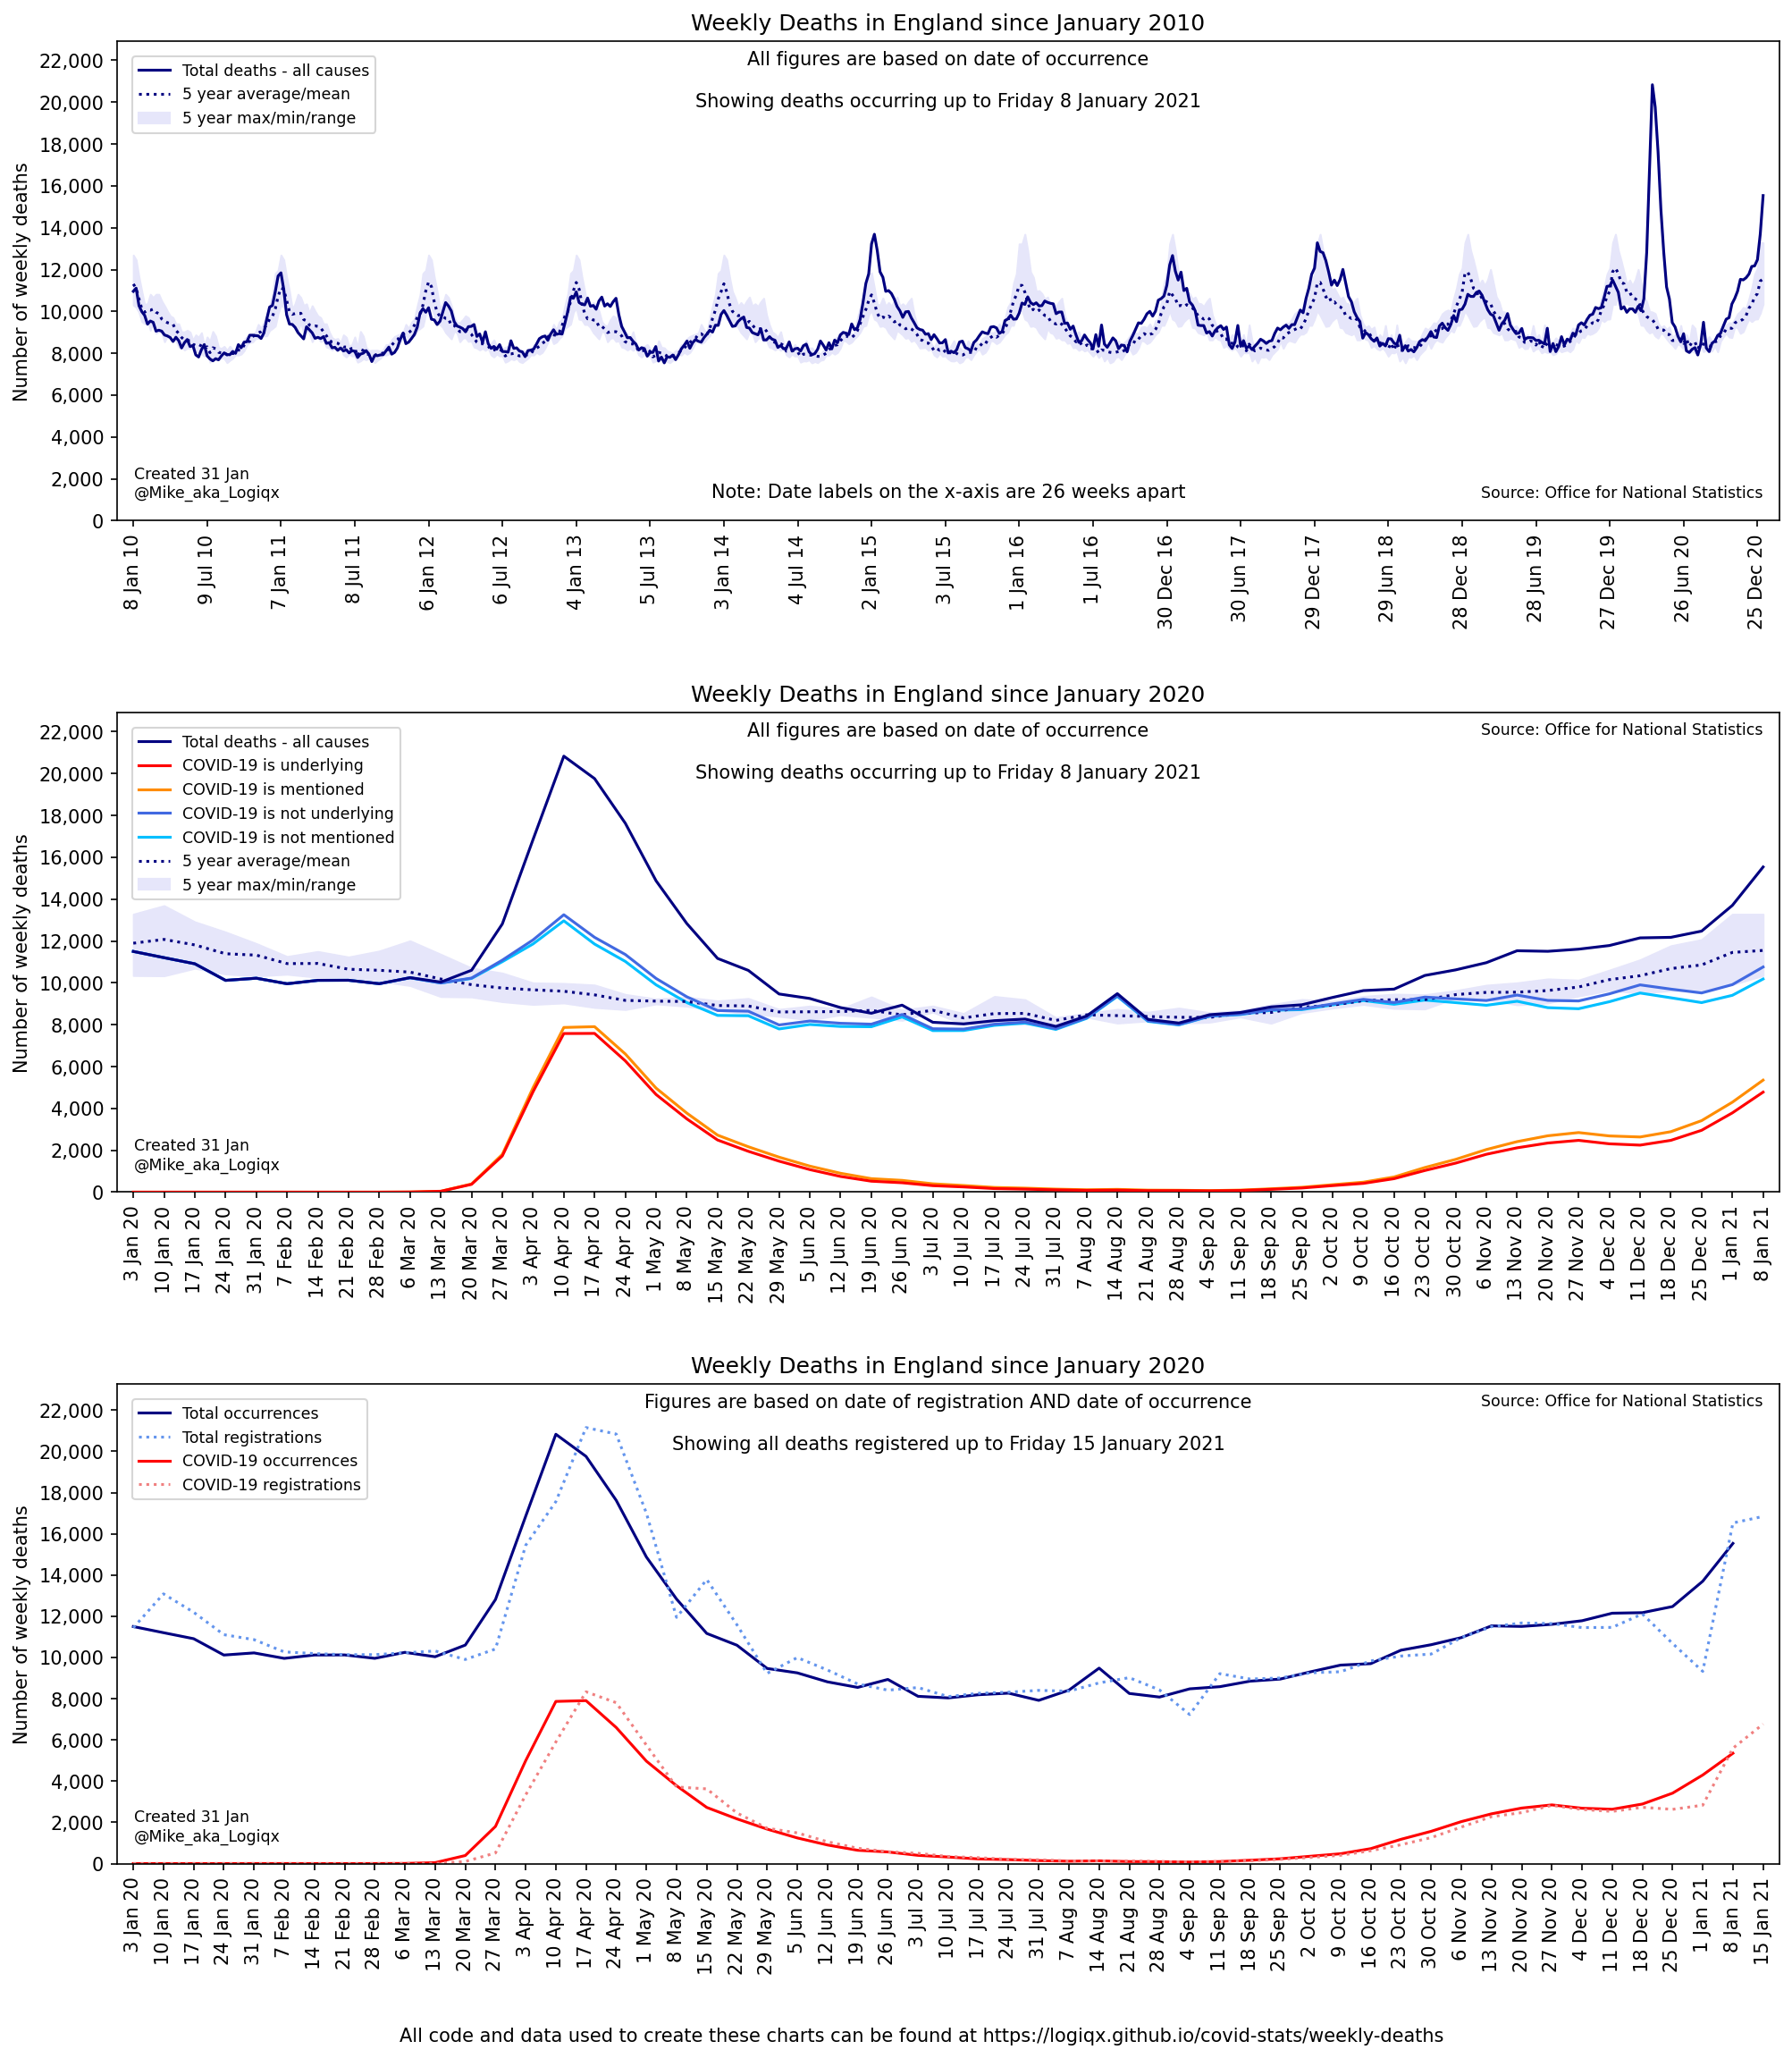 Weekly Deaths in England since January 2010
All figures are based on date of occurrence
Showing deaths occurring up to Friday 8 January 2021
Total deaths - all causes
5 year average/mean
5 year max/min/range
Number of weekly deaths
22,000
20,000
18,000
16,000
14,000
12,000
10,000
8,000
6,000
4,000
2,000
0
Created 31 Jan
@Mike_aka_Logiqx
Note: Date labels on the x-axis are 26 weeks apart
Source: Office for National Statistics
8 Jan 10
9 Jul 10
7 Jan 11
8 Jul 11
6 Jan 12
6 Jul 12
4 Jan 13
5 Jul 13
3 Jan 14
4 Jul 14
2 Jan 15
3 Jul 15
1 Jan 16
1 Jul 16
30 Dec 16
30 Jun 17
29 Dec 17
29 Jun 18
28 Dec 18
28 Jun 19
27 Dec 19
26 Jun 20
25 Dec 20
Weekly Deaths in England since January 2020
All figures are based on date of occurrence
Source: Office for National Statistics
Showing deaths occurring up to Friday 8 January 2021
Total deaths - all causes
COVID-19 is underlying
COVID-19 is mentioned
COVID-19 is not underlying
COVID-19 is not mentioned
5 year average/mean
5 year max/min/range
Number of weekly deaths
22,000
20,000
18,000
16,000
14,000
12,000
10,000
8,000
6,000
4,000
2,000
0
Created 31 Jan
@Mike_aka_Logiqx
3 Jan 20
10 Jan 20
17 Jan 20
24 Jan 20
31 Jan 20
7 Feb 20
14 Feb 20
21 Feb 20
28 Feb 20
6 Mar 20
13 Mar 20
20 Mar 20
27 Mar 20
3 Apr 20
10 Apr 20
17 Apr 20
24 Apr 20
1 May 20
8 May 20
15 May 20
22 May 20
29 May 20
5 Jun 20
12 Jun 20
19 Jun 20
26 Jun 20
3 Jul 20
10 Jul 20
17 Jul 20
24 Jul 20
31 Jul 20
7 Aug 20
14 Aug 20
21 Aug 20
28 Aug 20
4 Sep 20
11 Sep 20
18 Sep 20
25 Sep 20
2 Oct 20
9 Oct 20
16 Oct 20
23 Oct 20
30 Oct 20
6 Nov 20
13 Nov 20
20 Nov 20
27 Nov 20
4 Dec 20
11 Dec 20
18 Dec 20
25 Dec 20
1 Jan 21
8 Jan 21
Weekly Deaths in England since January 2020
Figures are based on date of registration AND date of occurrence
Source: Office for National Statistics
Showing all deaths registered up to Friday 15 January 2021
Total occurrences
Total registrations
COVID-19 occurrences
COVID-19 registrations
Number of weekly deaths
22,000
20,000
18,000
16,000
14,000
12,000
10,000
8,000
6,000
4,000
2,000
0
Created 31 Jan
@Mike_aka_Logiqx
3 Jan 20
10 Jan 20
17 Jan 20
24 Jan 20
31 Jan 20
7 Feb 20
14 Feb 20
21 Feb 20
28 Feb 20
6 Mar 20
13 Mar 20
20 Mar 20
27 Mar 20
3 Apr 20
10 Apr 20
17 Apr 20
24 Apr 20
1 May 20
8 May 20
15 May 20
22 May 20
29 May 20
5 Jun 20
12 Jun 20
19 Jun 20
26 Jun 20
3 Jul 20
10 Jul 20
17 Jul 20
24 Jul 20
31 Jul 20
7 Aug 20
14 Aug 20
21 Aug 20
28 Aug 20
4 Sep 20
11 Sep 20
18 Sep 20
25 Sep 20
2 Oct 20
9 Oct 20
16 Oct 20
23 Oct 20
30 Oct 20
6 Nov 20
13 Nov 20
20 Nov 20
27 Nov 20
4 Dec 20
11 Dec 20
18 Dec 20
25 Dec 20
1 Jan 21
8 Jan 21
15 Jan 21
All code and data used to create these charts can be found at https://logiqx.github.io/covid-stats/weekly-deaths